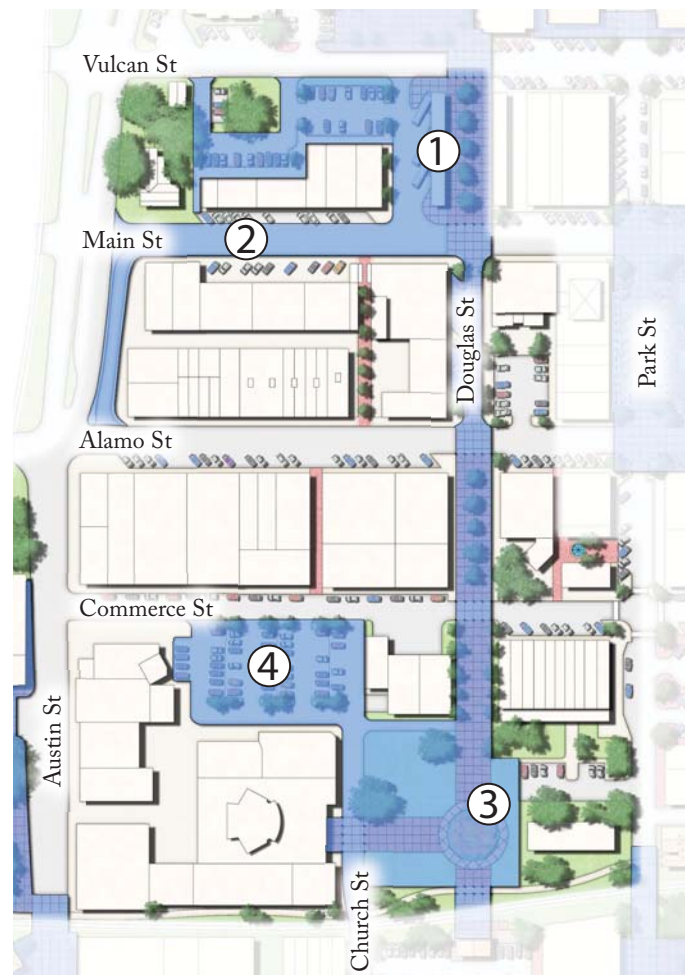 Vulcan St
1
Main St
2
Douglas St
Park St
Alamo St
Commerce St
4
Austin St
3
Church St